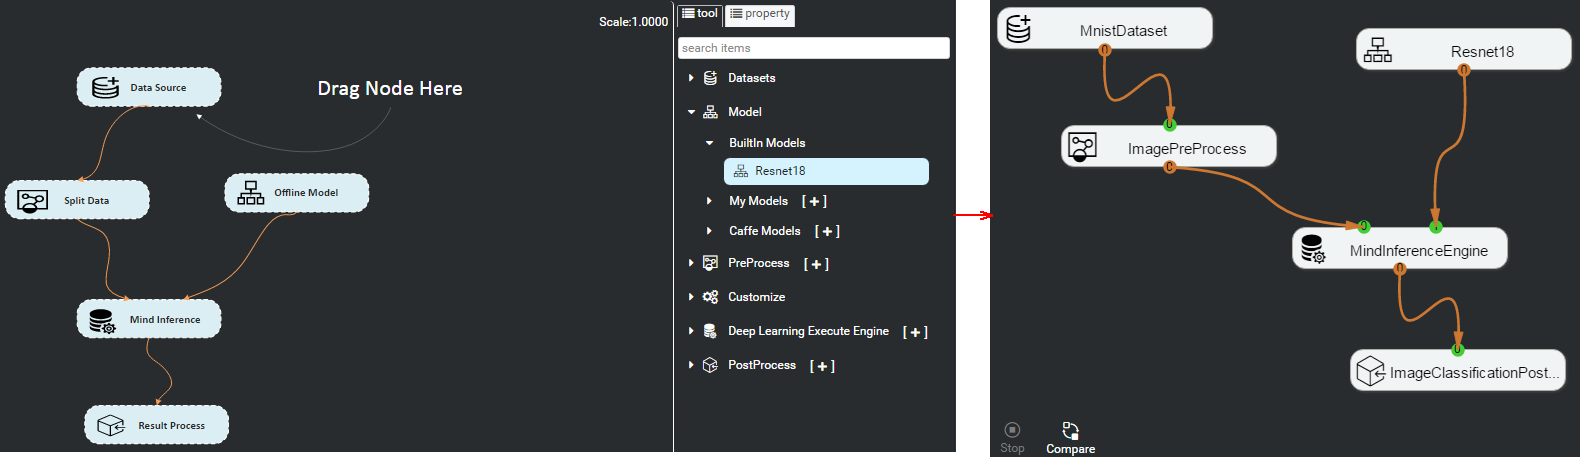 Scale:1.0000
Data Source
Drag Node Here
Split Data
Offline Model
Mind Inference
Result Process
tool
property
search items
Datasets
Model
BuiltIn Models
Resnet18
My Models [ + ]
Caffe Models [ + ]
PreProcess [ + ]
Customize
Deep Learning Execute Engine [ + ]
PostProcess [ + ]
MnistDataset
Resnet18
ImagePreProcess
MindInferenceEngine
ImageClassificationPost...
Stop
Compare